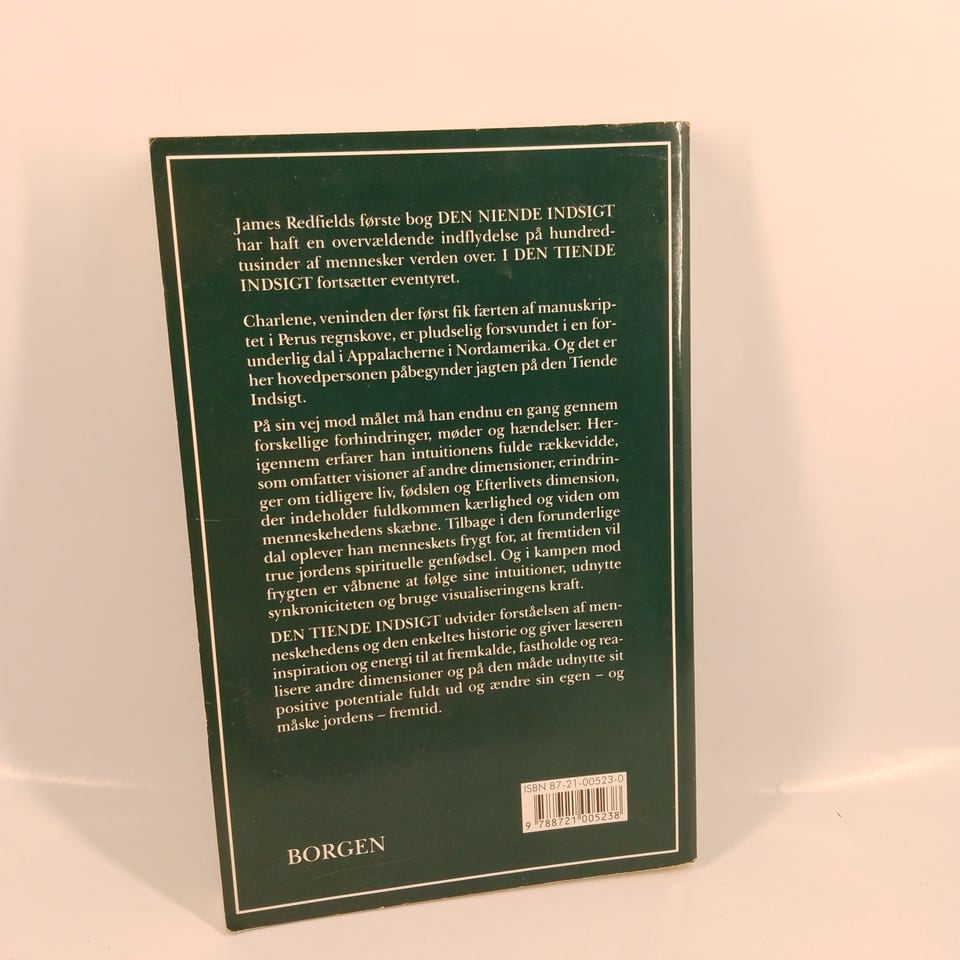 James Redfields første bog DEN NIENDE INDSIGT
har haft en overvældende indflydelse på hundred-
tusinder af mennesker verden over. I DEN TIENDE
INDSIGT fortsætter eventyret.
Charlene, veninden der først fik færten af manuskrip-
tet i Perus regnskove, er pludselig forsvundet i en for-
underlig dal i Appalacherne i Nordamerika. Og det er
her hovedpersonen påbegynder jagten på den Tiende
Indsigt.
På sin vej mod målet må han endnu en gang gennem
forskellige forhindringer, møder og hændelser. Her-
igennem erfarer han intuitionens fulde rækkevidde,
som omfatter visioner af andre dimensioner, erindrin-
ger om tidligere liv, fødslen og Efterlivets dimension,
der indeholder fuldkommen kærlighed og viden om
menneskehedens skæbne. Tilbage i den forunderlige
dal oplever han menneskets frygt for, at fremtiden vil
true jordens spirituelle genfødsel. Og i kampen mod
frygten er våbnene at følge sine intuitioner, udnytte
synkroniciteten og bruge visualiseringens kraft.
DEN TIENDE INDSIGT udvider forståelsen af men-
neskehedens og den enkeltes historie og giver læseren
inspiration og energi til at fremkalde, fastholde og rea-
lisere andre dimensioner og på den måde udnytte sit
positive potentiale fuldt ud og ændre sin egen – og
måske jordens – fremtid.
ISBN 87-21-00523-0
9 788721 005238
BORGEN